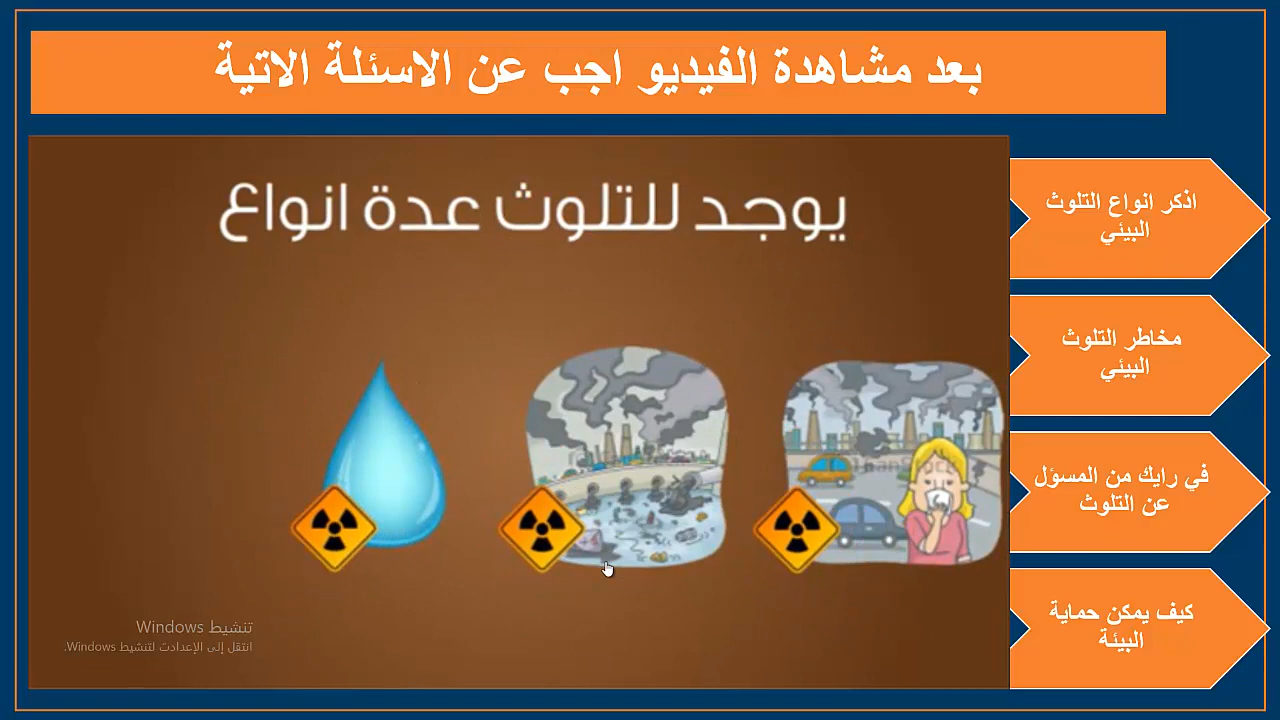 بعد مشاهدة الفيديو اجب عن الاسئلة الاتية
يوجد للتلوث عدة انواع
اذكر انواع التلوث
البيئي
مخاطر التلوث
البيئي
في رايك من المسؤل
عن التلوث
كيف يمكن حماية
البيئة
تنشيط Windows
انتقل إلى الإعدادت لتنشيط Windows.